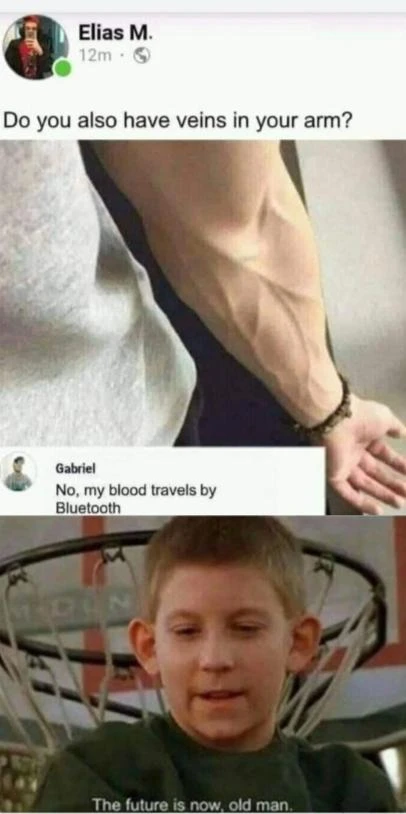 Elias M.
12m ·
Do you also have veins in your arm?
Gabriel
No, my blood travels by
Bluetooth
The future is now, old man.